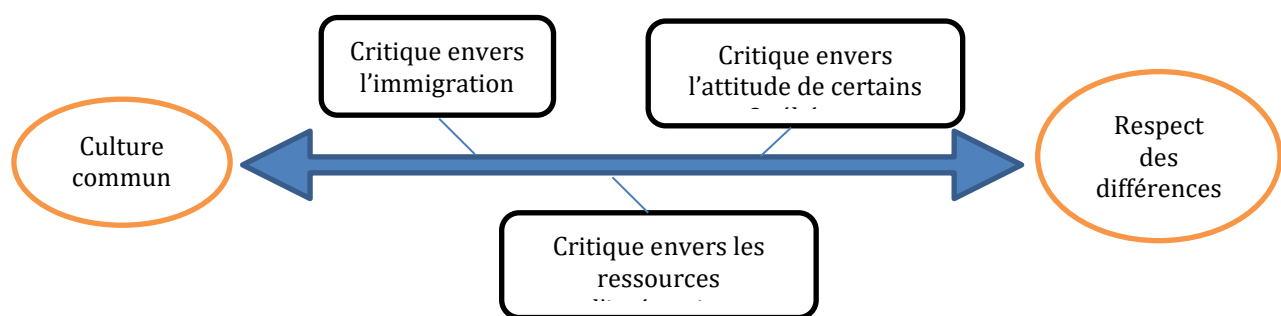 Critique envers
l’immigration
Critique envers
l’attitude de certains
Culture
commun
Respect
des
différences
Critique envers les
ressources